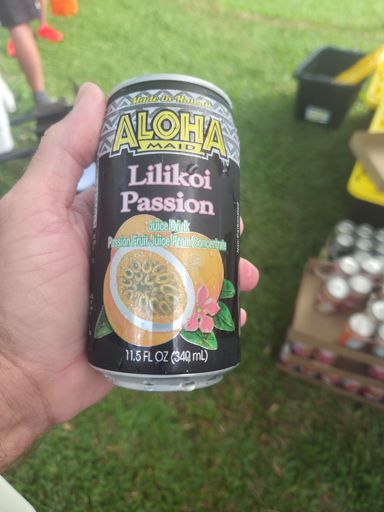 Made In Hawaii
ALOHA
MAID
Lilikoi
Passion
Juice Drink
Passion Fruit Juice From Concentrate
11.5 FL OZ (340 mL)